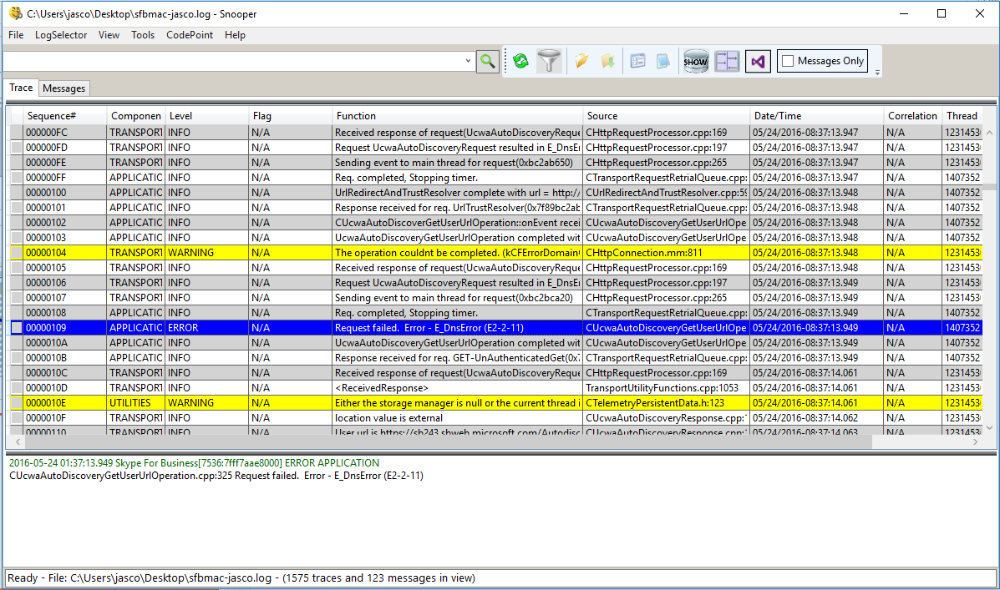 C:\Users\jasco\Desktop\sfbmac-jasco.log - Snooper
File LogSelector View Tools CodePoint Help
SHOW Messages Only
Trace Messages
Sequence# Componen Level Flag Function Source Date/Time Correlation Thread
000000FC TRANSPORT INFO N/A Received response of request(UcwaAutoDiscoveryReque CHttpRequestProcessor.cpp:169 05/24/2016-08:37:13.947 N/A 1231453
000000FD TRANSPORT INFO N/A Request UcwaAutoDiscoveryRequest resulted in E_DnsEr CHttpRequestProcessor.cpp:197 05/24/2016-08:37:13.947 N/A 1231453
000000FE TRANSPORT INFO N/A Sending event to main thread for request(0xbc2ab650) CHttpRequestProcessor.cpp:265 05/24/2016-08:37:13.947 N/A 1231453
000000FF APPLICATIC INFO N/A Req. completed, Stopping timer. CTransportRequestRetrialQueue.cpp: 05/24/2016-08:37:13.947 N/A 1407352
00000100 APPLICATIC INFO N/A UrlRedirectAndTrustResolver complete with url = http:// CUrlRedirectAndTrustResolver.cpp:59 05/24/2016-08:37:13.948 N/A 1407352
00000101 APPLICATIC INFO N/A Response received for req. UrlTrustResolver(0x7f89bc2ab CTransportRequestRetrialQueue.cpp: 05/24/2016-08:37:13.948 N/A 1407352
00000102 APPLICATIC INFO N/A CUcwaAutoDiscoverGetUserUrlOperation::onEvent recei CUcwaAutoDiscoveryGetUserUrlOpe 05/24/2016-08:37:13.948 N/A 1407352
00000103 APPLICATIC INFO N/A UcwaAutoDiscoveryGetUserUrlOperation completed wit CUcwaAutoDiscoveryGetUserUrlOpe 05/24/2016-08:37:13.948 N/A 1407352
00000104 TRANSPORT WARNING N/A The operation couldnt be completed. (kCFErrorDomain CHttpConnection.mm:811 05/24/2016-08:37:13.948 N/A 1231453
00000105 TRANSPORT INFO N/A Received response of request(UcwaAutoDiscoveryReque CHttpRequestProcessor.cpp:169 05/24/2016-08:37:13.948 N/A 1231453
00000106 TRANSPORT INFO N/A Request UcwaAutoDiscoveryRequest resulted in E_DnsEr CHttpRequestProcessor.cpp:197 05/24/2016-08:37:13.949 N/A 1231453
00000107 TRANSPORT INFO N/A Sending event to main thread for request(0xbc2bca20) CHttpRequestProcessor.cpp:265 05/24/2016-08:37:13.949 N/A 1231453
00000108 APPLICATIC INFO N/A Req. completed, Stopping timer. CTransportRequestRetrialQueue.cpp: 05/24/2016-08:37:13.949 N/A 1407352
00000109 APPLICATIC ERROR N/A Request failed. Error - E_DnsError (E2-2-11) CUcwaAutoDiscoveryGetUserUrlOpe 05/24/2016-08:37:13.949 N/A 1407352
0000010A APPLICATIC INFO N/A UcwaAutoDiscoveryGetUserUrlOperation completed wit CUcwaAutoDiscoveryGetUserUrlOpe 05/24/2016-08:37:13.949 N/A 1407352
0000010B APPLICATIC INFO N/A Response received for req. GET-UnAuthenticatedGet(0x7 CTransportRequestRetrialQueue.cpp: 05/24/2016-08:37:13.949 N/A 1407352
0000010C TRANSPORT INFO N/A Received response of request(UcwaAutoDiscoveryReque CHttpRequestProcessor.cpp:169 05/24/2016-08:37:14.061 N/A 1231453
0000010D TRANSPORT INFO N/A <ReceivedResponse> TransportUtilityFunctions.cpp:1053 05/24/2016-08:37:14.061 N/A 1231453
0000010E UTILITIES WARNING N/A Either the storage manager is null or the current thread i CTelemetryPersistentData.h:123 05/24/2016-08:37:14.061 N/A 1231453
0000010F TRANSPORT INFO N/A location value is external CUcwaAutoDiscoveryResponse.cpp: 05/24/2016-08:37:14.062 N/A 1231453
00000110 TRANSPORT INFO N/A User url is https://sb243.sbweb.microsoft.com/Autodisc CUcwaAutoDiscoveryResponse.cpp: 05/24/2016-08:37:14.063 N/A 1231453
2016-05-24 01:37:13.949 Skype For Business[7536:7fff7aae8000] ERROR APPLICATION
CUcwaAutoDiscoveryGetUserUrlOperation.cpp:325 Request failed. Error - E_DnsError (E2-2-11)
Ready - File: C:\Users\jasco\Desktop\sfbmac-jasco.log - (1575 traces and 123 messages in view)